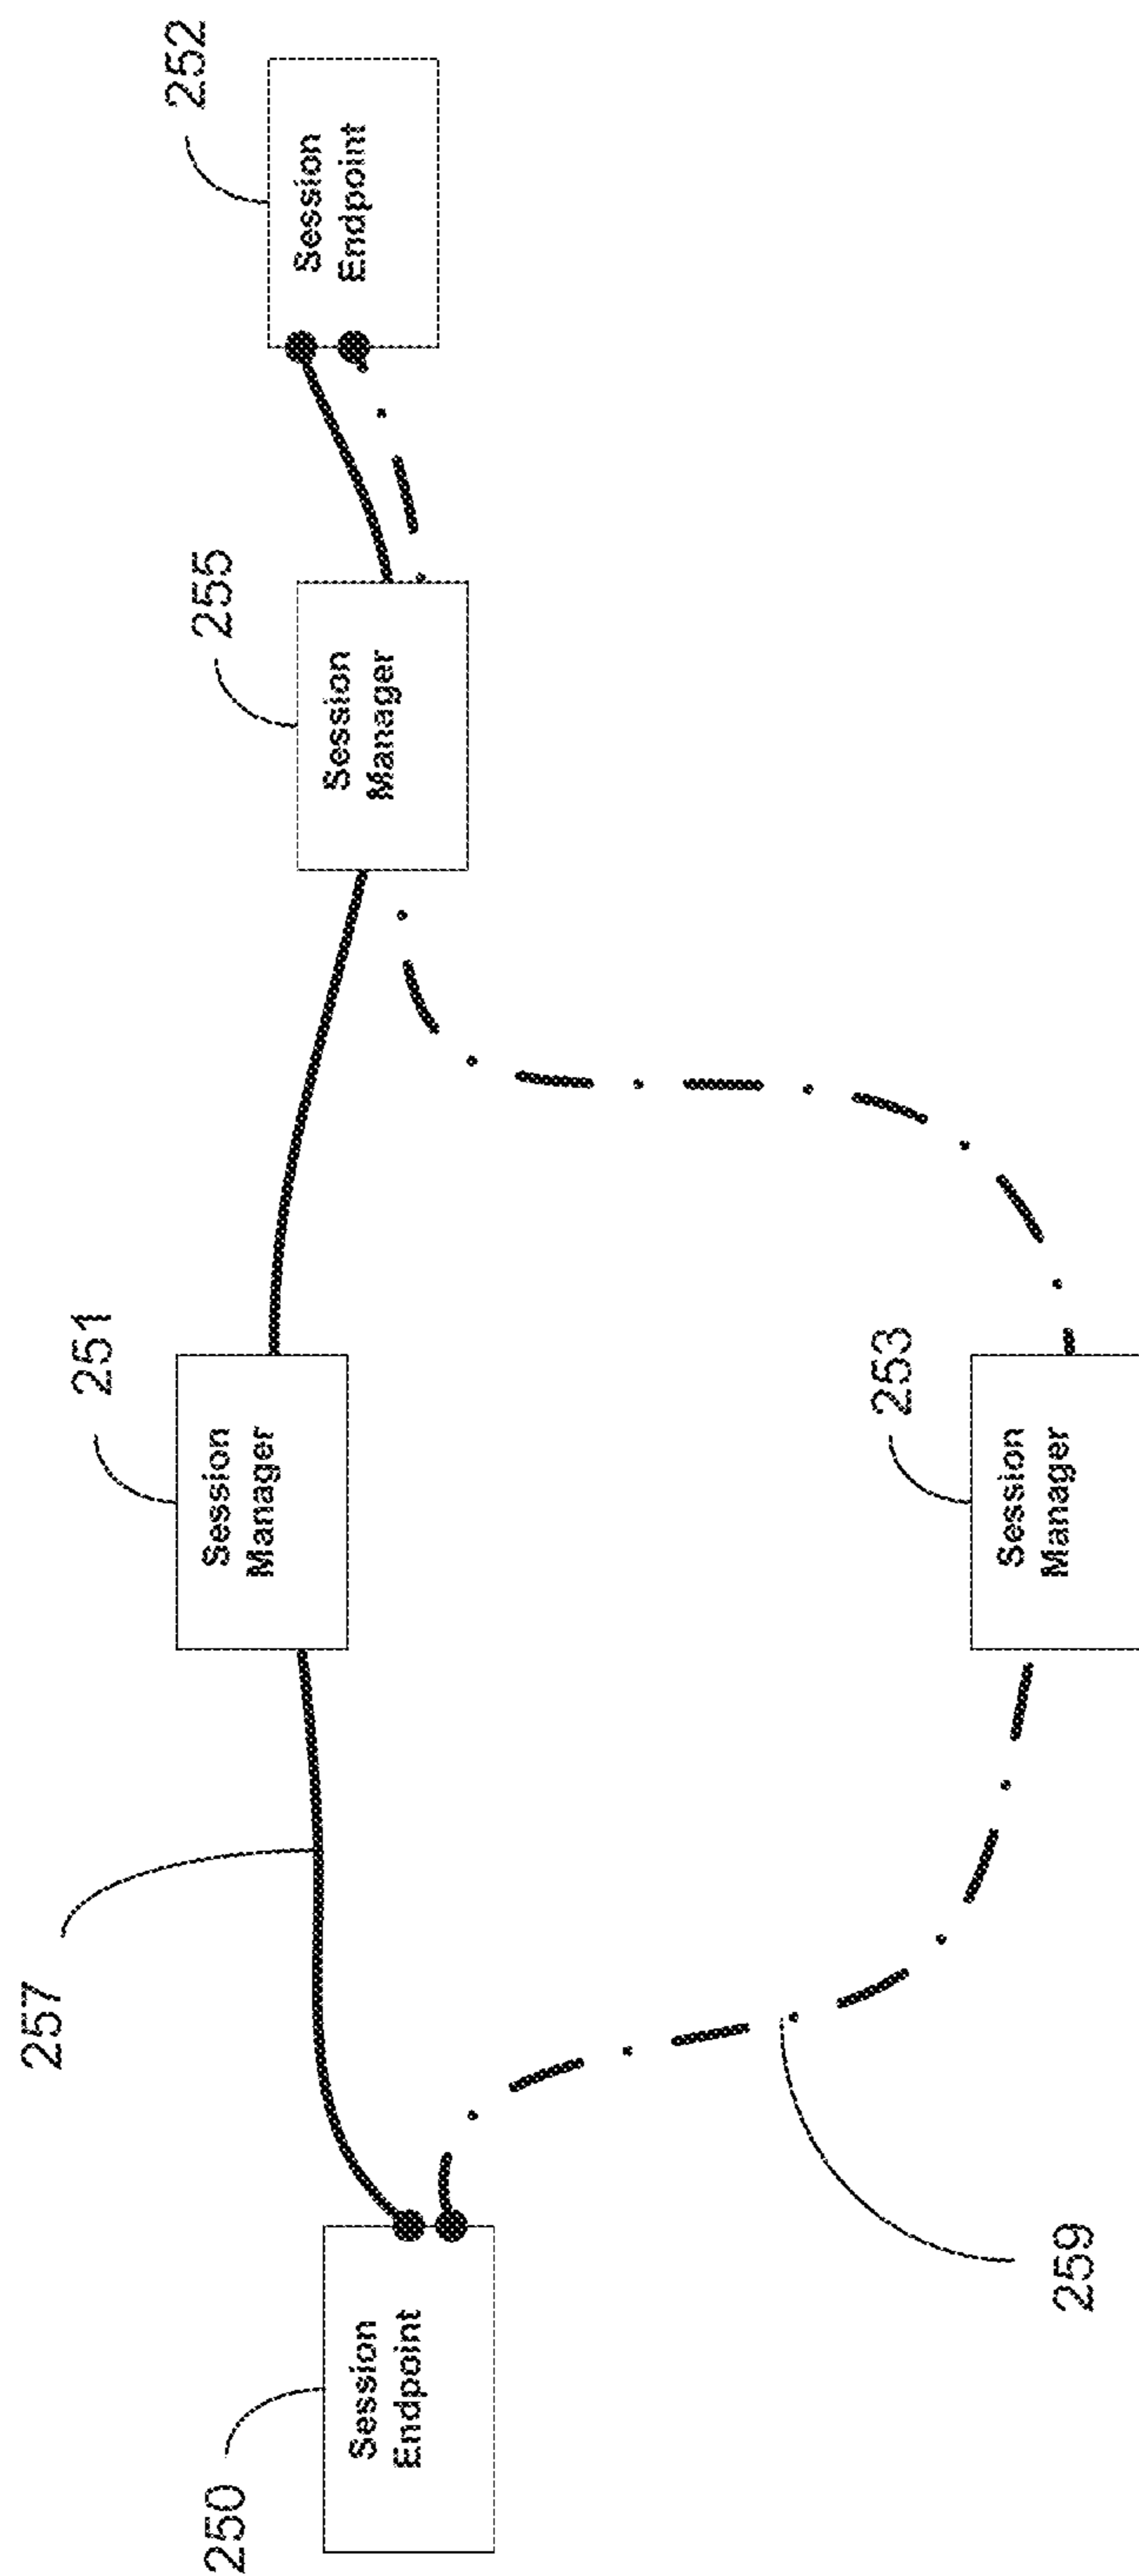 252
Session
Endpoint
255
Session
Manager
251
Session
Manager
253
Session
Manager
257
259
250
Session
Endpoint